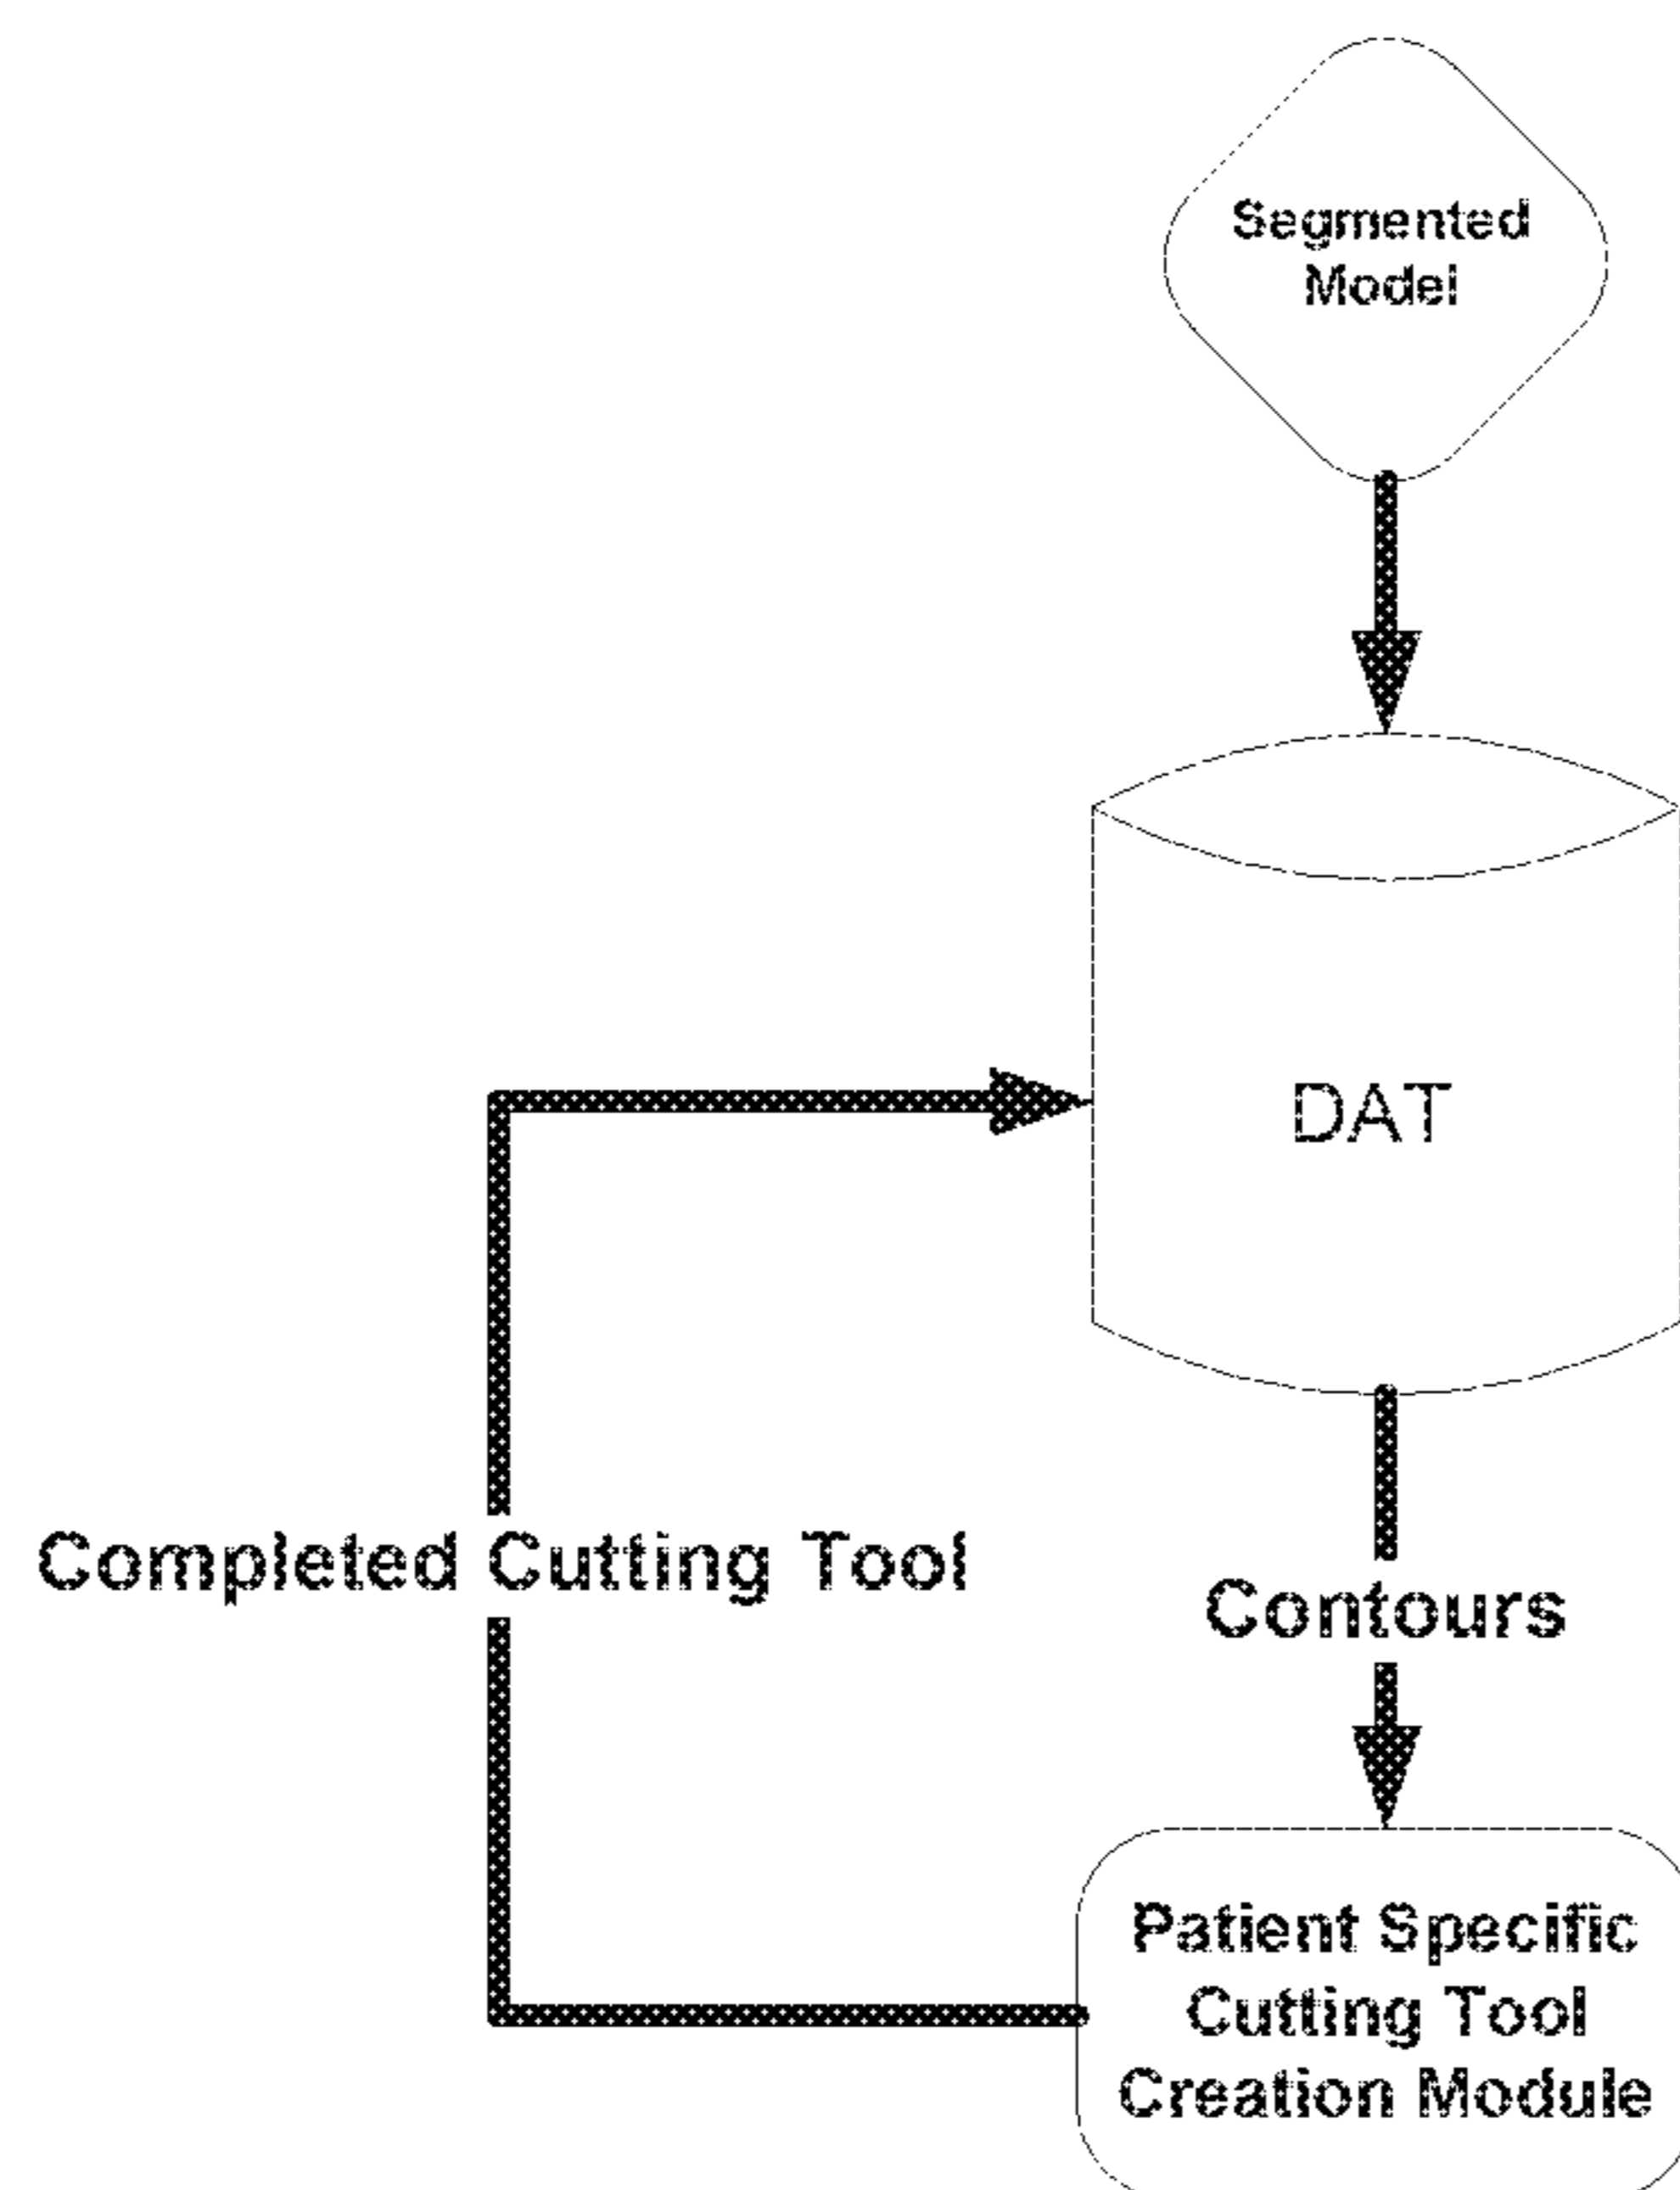 Segmented
Model
DAT
Completed Cutting Tool
Contours
Patient Specific
Cutting Tool
Creation Module